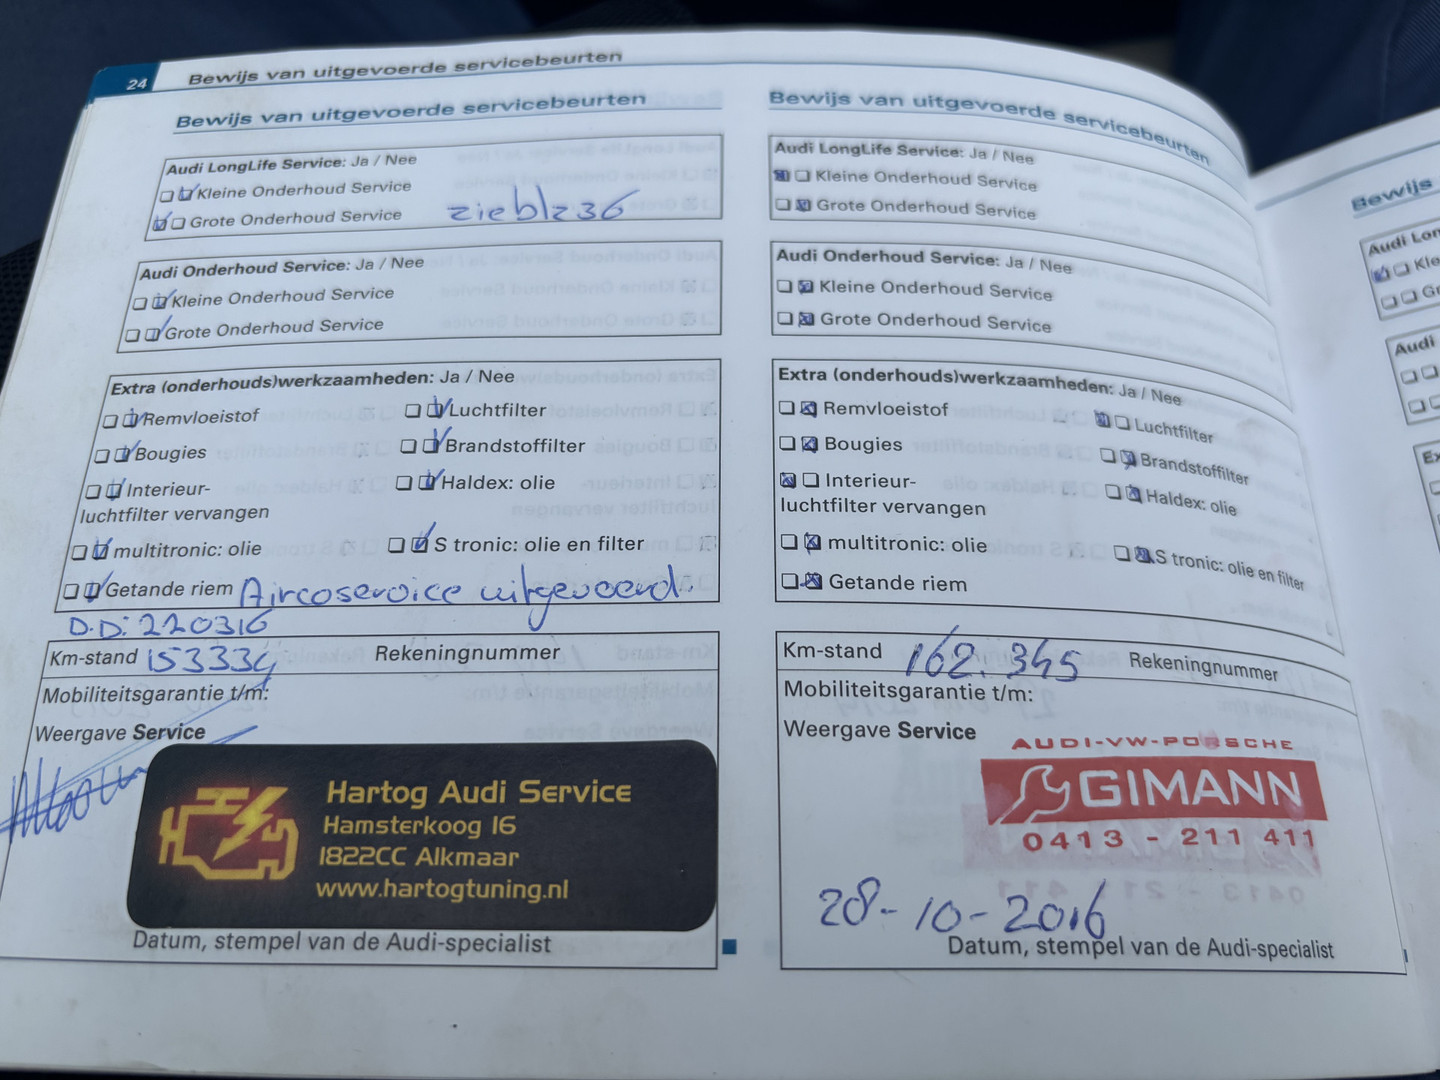 24 Bewijs van uitgevoerde servicebeurten
Bewijs van uitgevoerde servicebeurten
Audi LongLife Service: Ja / Nee
Kleine Onderhoud Service
Grote Onderhoud Service zie blz 36
Audi Onderhoud Service: Ja / Nee
Kleine Onderhoud Service
Grote Onderhoud Service
Extra (onderhouds)werkzaamheden: Ja / Nee
Remvloeistof Luchtfilter
Bougies Brandstoffilter
Interieur- Haldex: olie
luchtfilter vervangen
multitronic: olie S tronic: olie en filter
Getande riem Aircoservice uitgevoerd.
D.D: 220316
Km-stand 153334 Rekeningnummer
Mobiliteitsgarantie t/m:
Weergave Service
Hartog Audi Service
Hamsterkoog 16
1822CC Alkmaar
www.hartogtuning.nl
Datum, stempel van de Audi-specialist
Bewijs van uitgevoerde servicebeurten
Audi LongLife Service: Ja / Nee
Kleine Onderhoud Service
Grote Onderhoud Service
Audi Onderhoud Service: Ja / Nee
Kleine Onderhoud Service
Grote Onderhoud Service
Extra (onderhouds)werkzaamheden: Ja / Nee
Remvloeistof Luchtfilter
Bougies Brandstoffilter
Interieur- Haldex: olie
luchtfilter vervangen
multitronic: olie S tronic: olie en filter
Getande riem
Km-stand 162.345 Rekeningnummer
Mobiliteitsgarantie t/m:
Weergave Service
AUDI-VW-PORSCHE
GIMANN
0413 - 211 411
28-10-2016
Datum, stempel van de Audi-specialist
Bewijs
Audi Lon
Kle
Gr
Audi
Ex